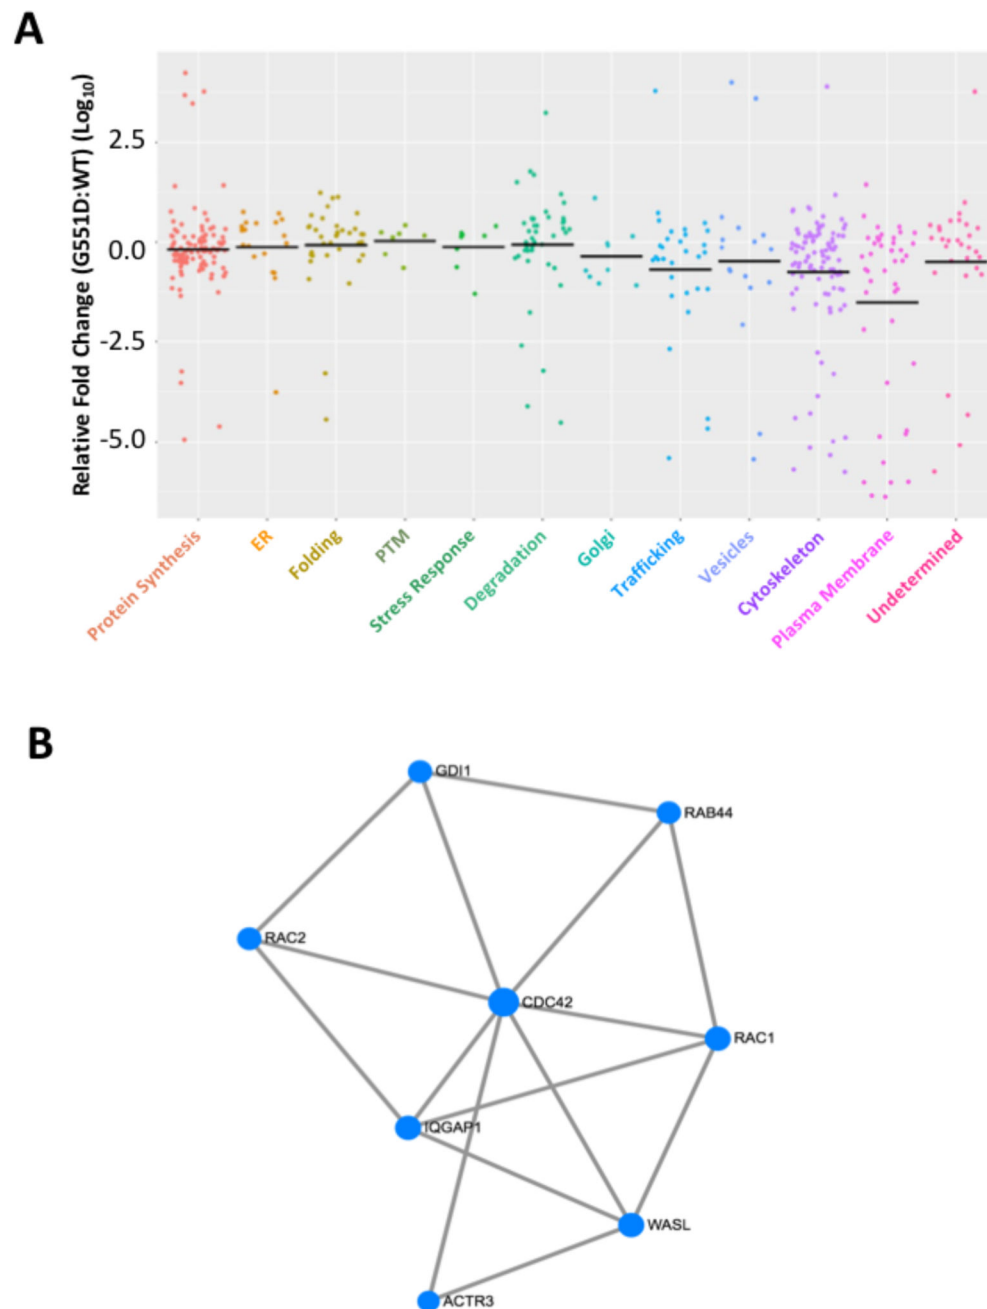 A
Relative Fold Change (G551D:WT) (Log10)
2.5
0.0
-2.5
-5.0
Protein Synthesis
ER
Folding
PTM
Stress Response
Degradation
Golgi
Trafficking
Vesicles
Cytoskeleton
Plasma Membrane
Undetermined
B
GDI1
RAB44
RAC2
CDC42
RAC1
IQGAP1
WASL
ACTR3